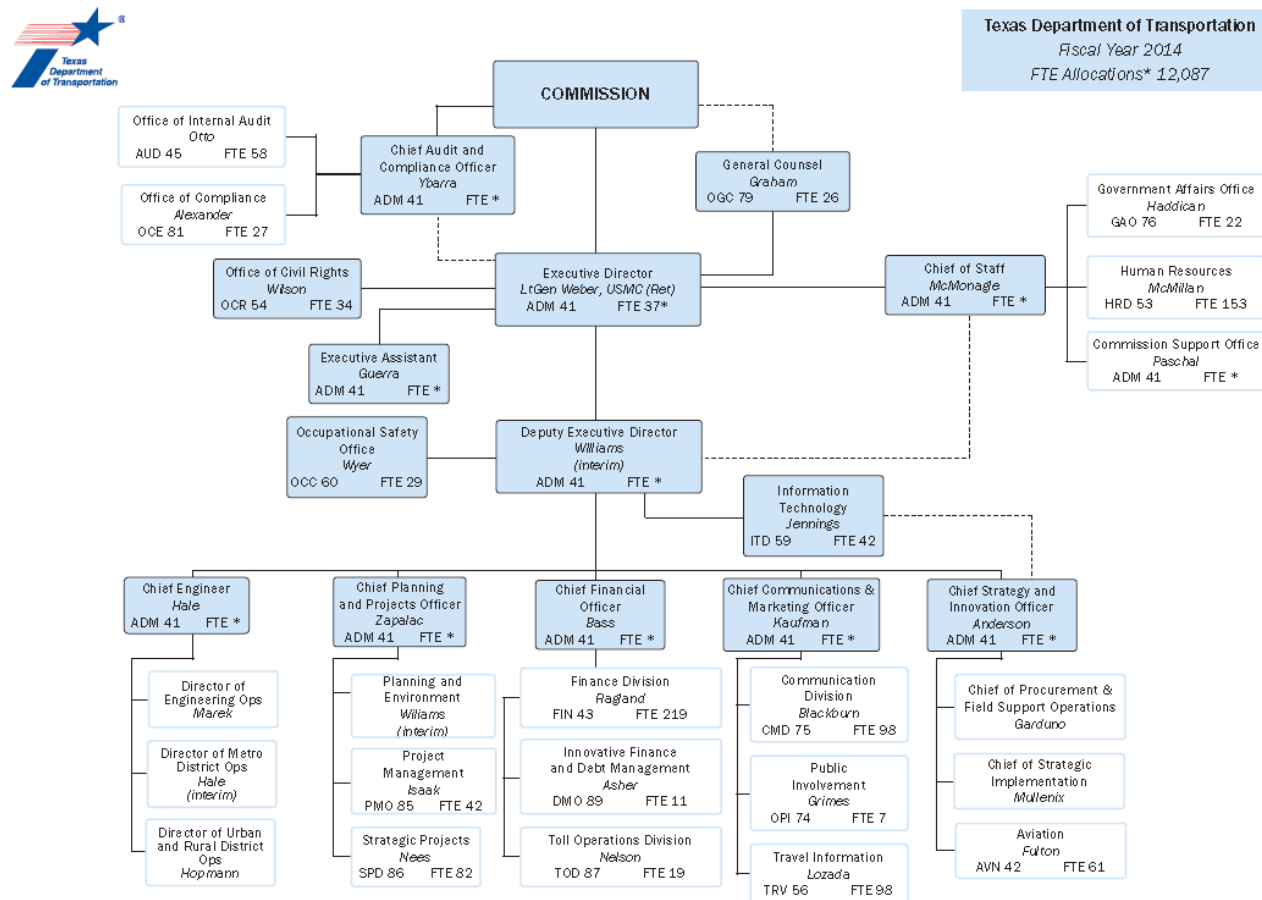 Texas
Department
of Transportation
®
Texas Department of Transportation
Fiscal Year 2014
FTE Allocations* 12,087
COMMISSION
Office of Internal Audit
Otto
AUD 45 FTE 58
Office of Compliance
Alexander
OCE 81 FTE 27
Chief Audit and
Compliance Officer
Ybarra
ADM 41 FTE *
General Counsel
Graham
OGC 79 FTE 26
Government Affairs Office
Haddican
GAO 76 FTE 22
Human Resources
McMillan
HRD 53 FTE 153
Commission Support Office
Paschal
ADM 41 FTE *
Office of Civil Rights
Wilson
OCR 54 FTE 34
Executive Director
LtGen Weber, USMC (Ret)
ADM 41 FTE 37*
Chief of Staff
McMonagle
ADM 41 FTE *
Executive Assistant
Guerra
ADM 41 FTE *
Occupational Safety
Office
Wyer
OCC 60 FTE 29
Deputy Executive Director
Williams
(interim)
ADM 41 FTE *
Information
Technology
Jennings
ITD 59 FTE 42
Chief Engineer
Hale
ADM 41 FTE *
Chief Planning
and Projects Officer
Zapalac
ADM 41 FTE *
Chief Financial
Officer
Bass
ADM 41 FTE *
Chief Communications &
Marketing Officer
Kaufman
ADM 41 FTE *
Chief Strategy and
Innovation Officer
Anderson
ADM 41 FTE *
Director of
Engineering Ops
Marek
Director of Metro
District Ops
Hale
(interim)
Director of Urban
and Rural District
Ops
Hopmann
Planning and
Environment
Wiliams
(interim)
Project
Management
Isaak
PMO 85 FTE 42
Strategic Projects
Nees
SPD 86 FTE 82
Finance Division
Ragland
FIN 43 FTE 219
Innovative Finance
and Debt Management
Asher
DMO 89 FTE 11
Toll Operations Division
Nelson
TOD 87 FTE 19
Communication
Division
Blackburn
CMD 75 FTE 98
Public
Involvement
Grimes
OPI 74 FTE 7
Travel Information
Lozada
TRV 56 FTE 98
Chief of Procurement &
Field Support Operations
Garduno
Chief of Strategic
Implementation
Mullenix
Aviation
Fulton
AVN 42 FTE 61